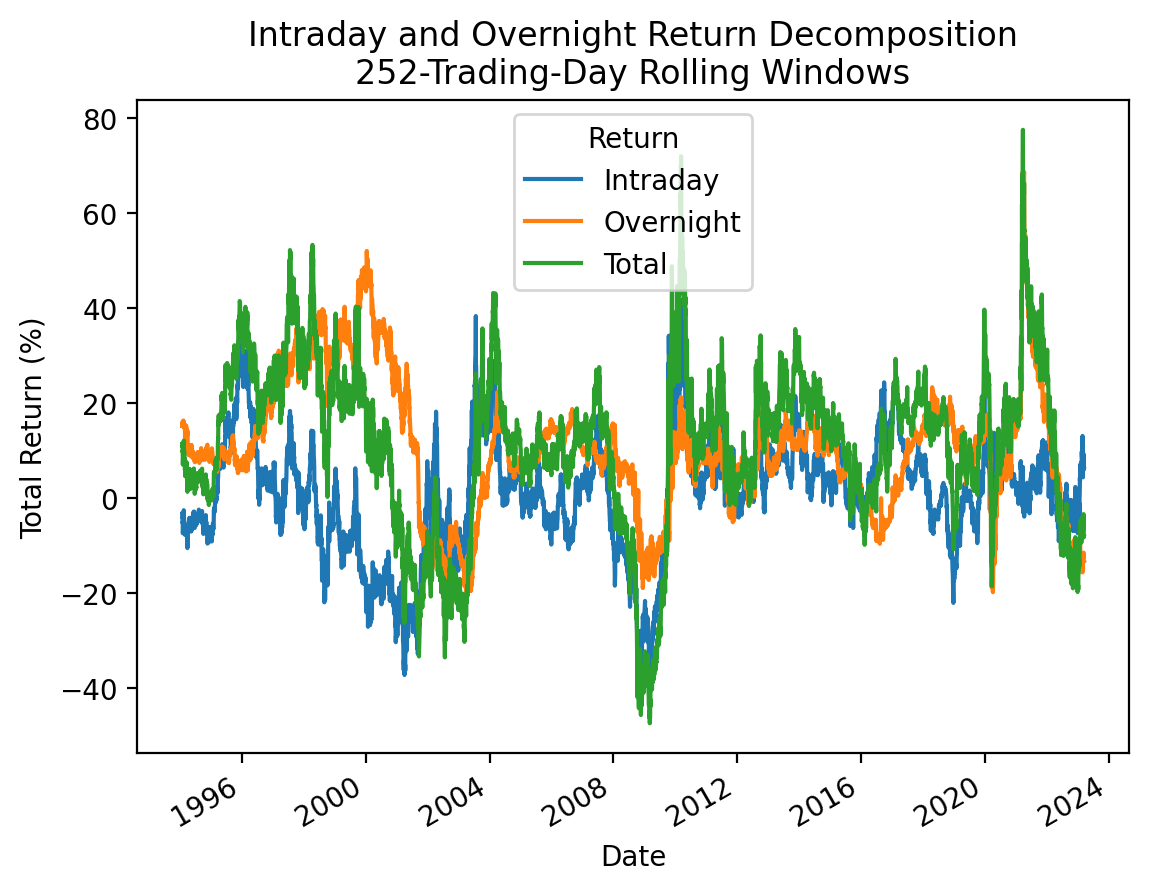 Intraday and Overnight Return Decomposition
252-Trading-Day Rolling Windows
Total Return (%)
80
60
40
20
0
−20
−40
Return
Intraday
Overnight
Total
1996
2000
2004
2008
2012
2016
2020
2024
Date